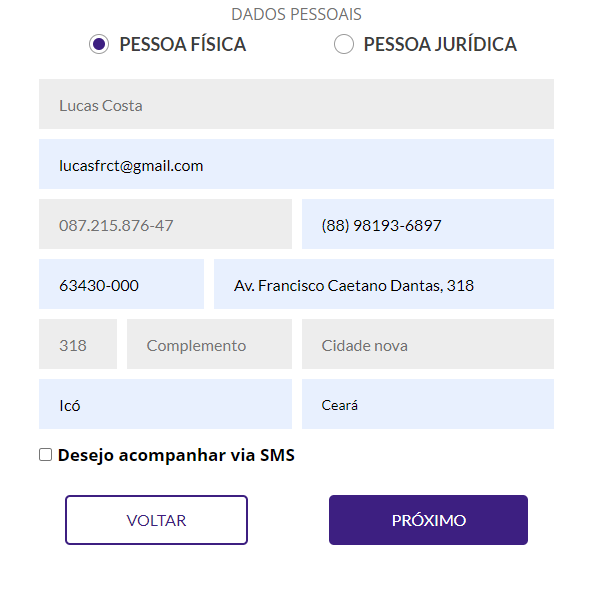 DADOS PESSOAIS
PESSOA FÍSICA PESSOA JURÍDICA
Lucas Costa
lucasfrct@gmail.com
087.215.876-47 (88) 98193-6897
63430-000 Av. Francisco Caetano Dantas, 318
318 Complemento Cidade nova
Icó Ceará
Desejo acompanhar via SMS
VOLTAR PRÓXIMO